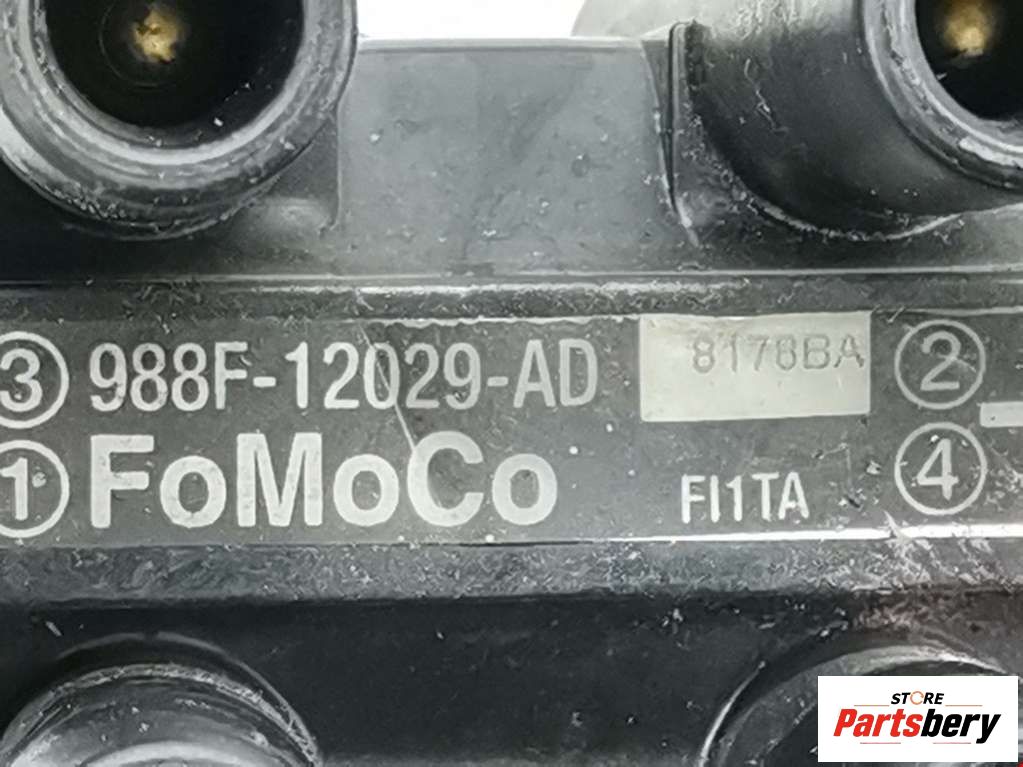 ③ 988F-12029-AD 8176BA ②
① FoMoCo FI1TA ④
STORE
Partsbery